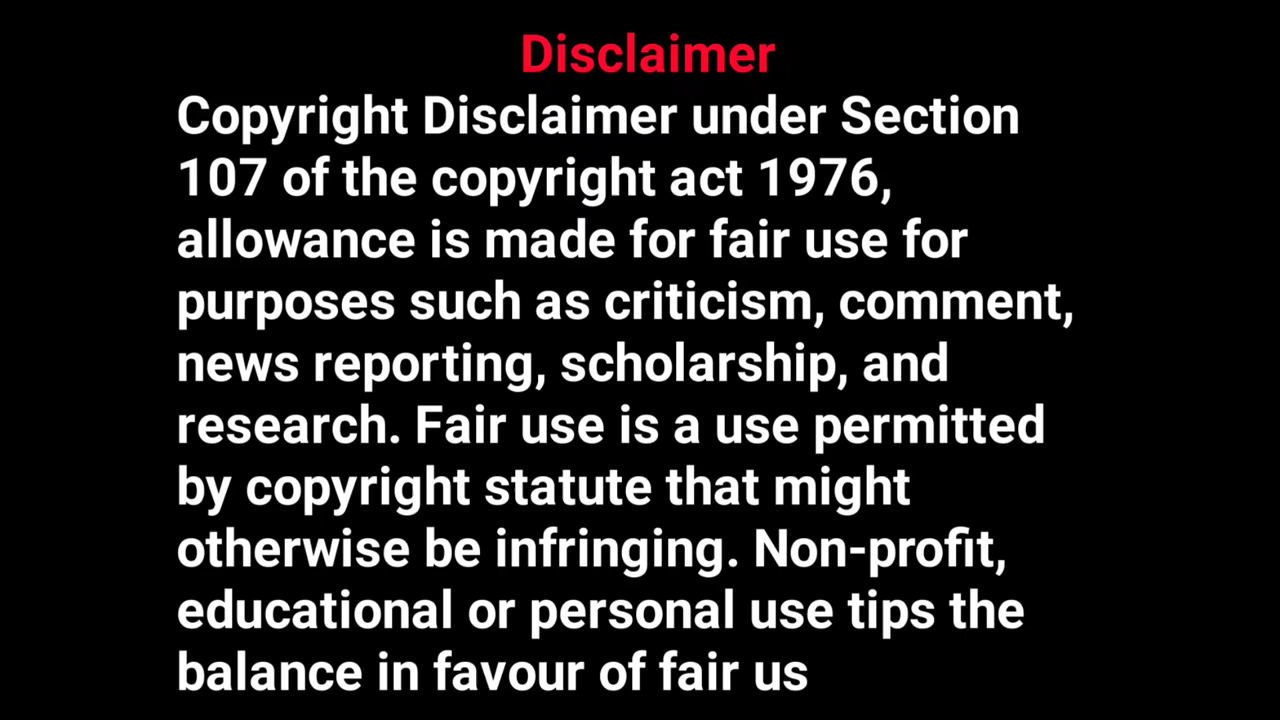 Disclaimer
Copyright Disclaimer under Section
107 of the copyright act 1976,
allowance is made for fair use for
purposes such as criticism, comment,
news reporting, scholarship, and
research. Fair use is a use permitted
by copyright statute that might
otherwise be infringing. Non-profit,
educational or personal use tips the
balance in favour of fair us